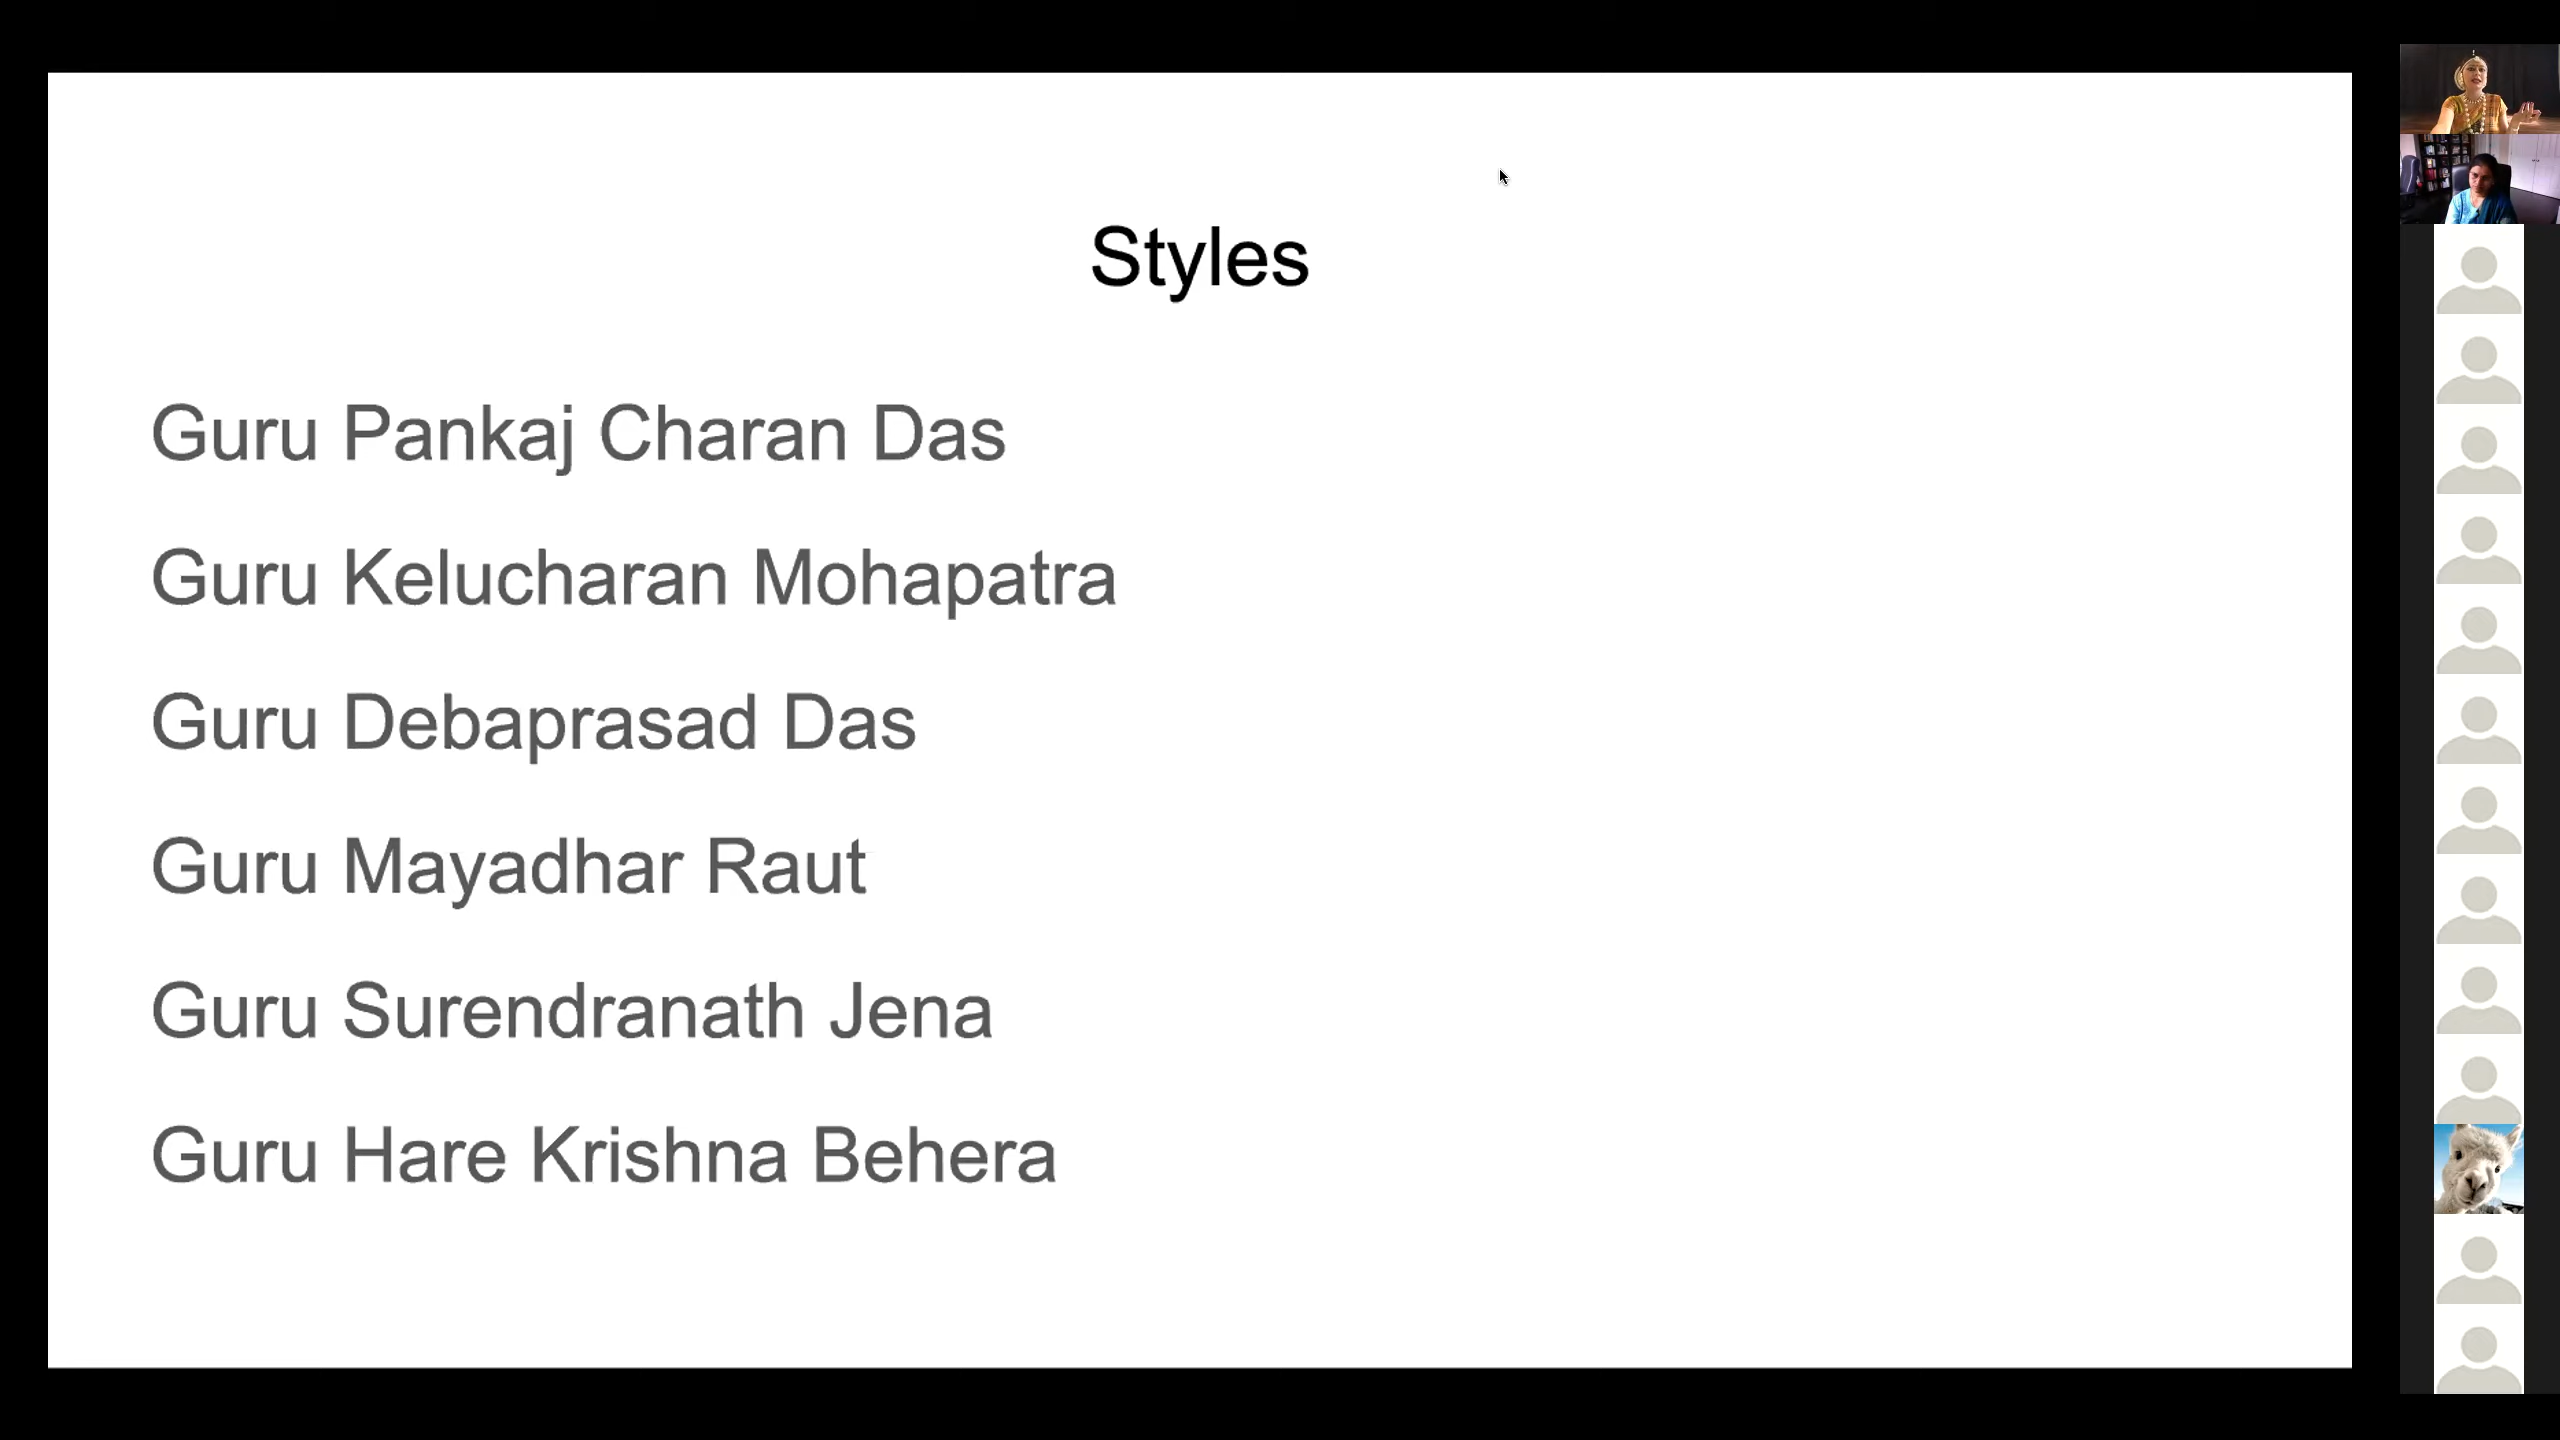 Styles
Guru Pankaj Charan Das
Guru Kelucharan Mohapatra
Guru Debaprasad Das
Guru Mayadhar Raut
Guru Surendranath Jena
Guru Hare Krishna Behera